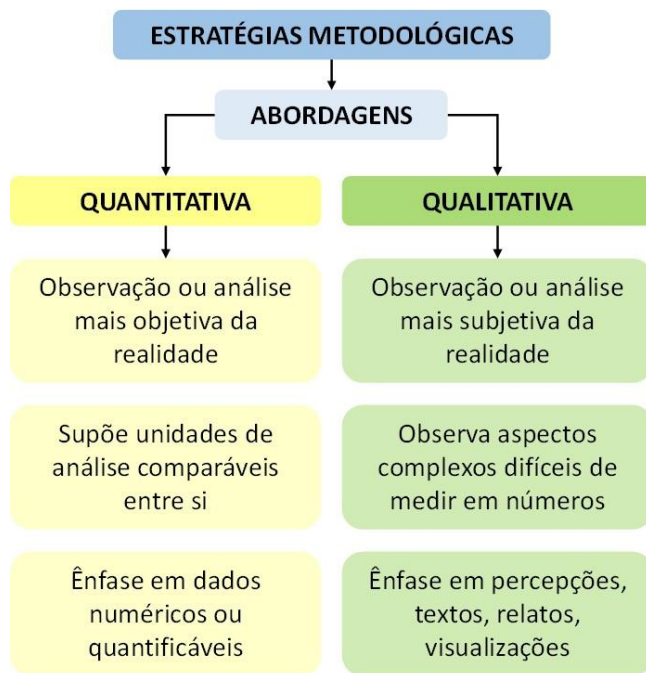 ESTRATÉGIAS METODOLÓGICAS
ABORDAGENS
QUANTITATIVA
Observação ou análise
mais objetiva da
realidade
Supõe unidades de
análise comparáveis
entre si
Ênfase em dados
numéricos ou
quantificáveis
QUALITATIVA
Observação ou análise
mais subjetiva da
realidade
Observa aspectos
complexos difíceis de
medir em números
Ênfase em percepções,
textos, relatos,
visualizações